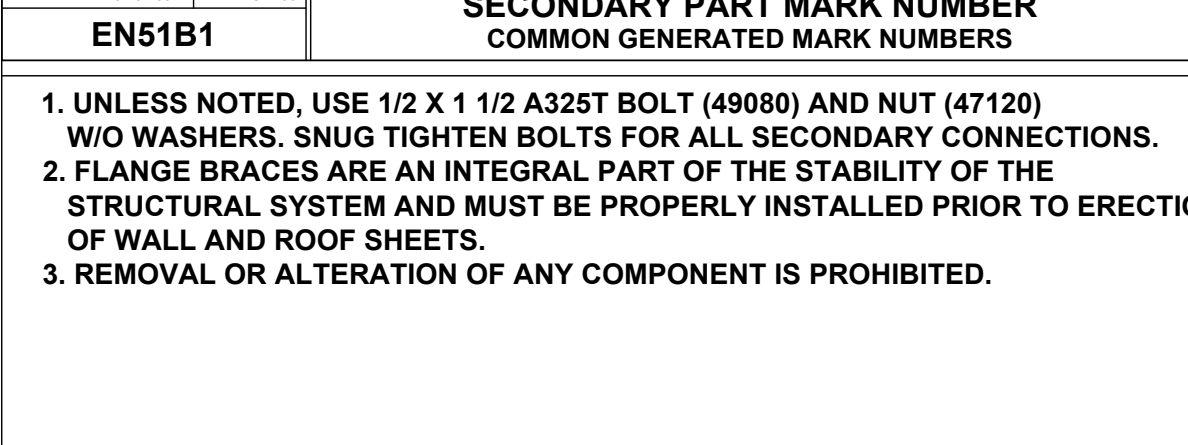 SECONDARY PART MARK NUMBER
EN51B1
COMMON GENERATED MARK NUMBERS
1. UNLESS NOTED, USE 1/2 X 1 1/2 A325T BOLT (49080) AND NUT (47120)
W/O WASHERS. SNUG TIGHTEN BOLTS FOR ALL SECONDARY CONNECTIONS.
2. FLANGE BRACES ARE AN INTEGRAL PART OF THE STABILITY OF THE
STRUCTURAL SYSTEM AND MUST BE PROPERLY INSTALLED PRIOR TO
OF WALL AND ROOF SHEETS.
3. REMOVAL OR ALTERATION OF ANY COMPONENT IS PROHIBITED.